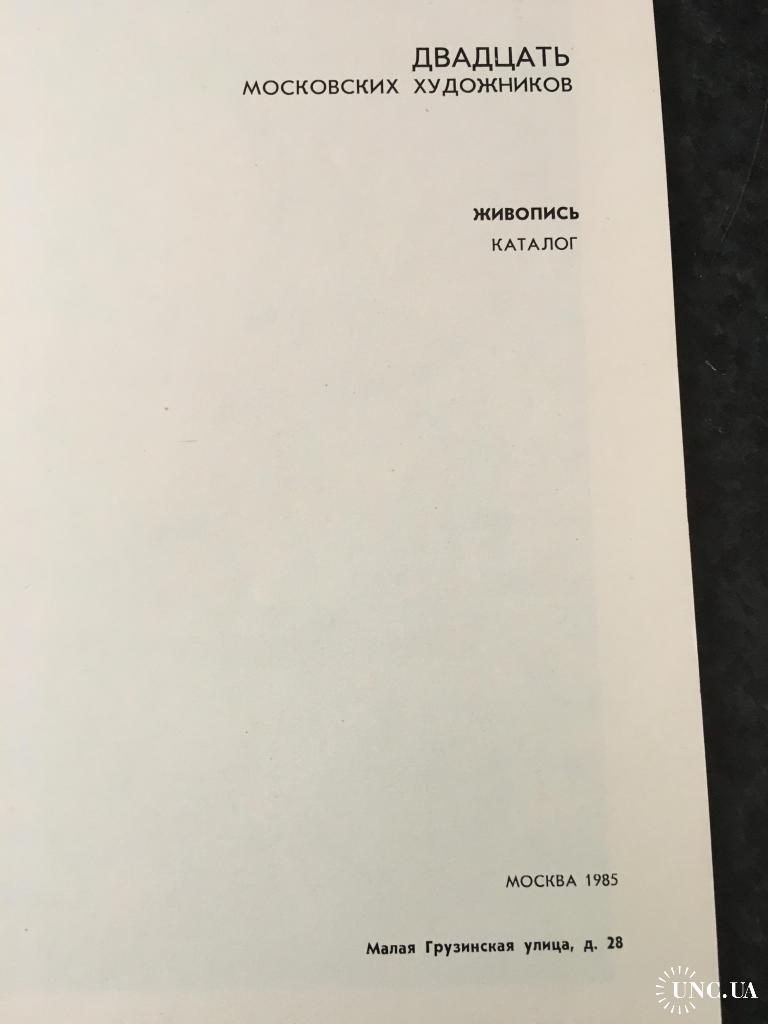 ДВАДЦАТЬ
МОСКОВСКИХ ХУДОЖНИКОВ
ЖИВОПИСЬ
КАТАЛОГ
МОСКВА 1985
Малая Грузинская улица, д. 28
UNC.UA